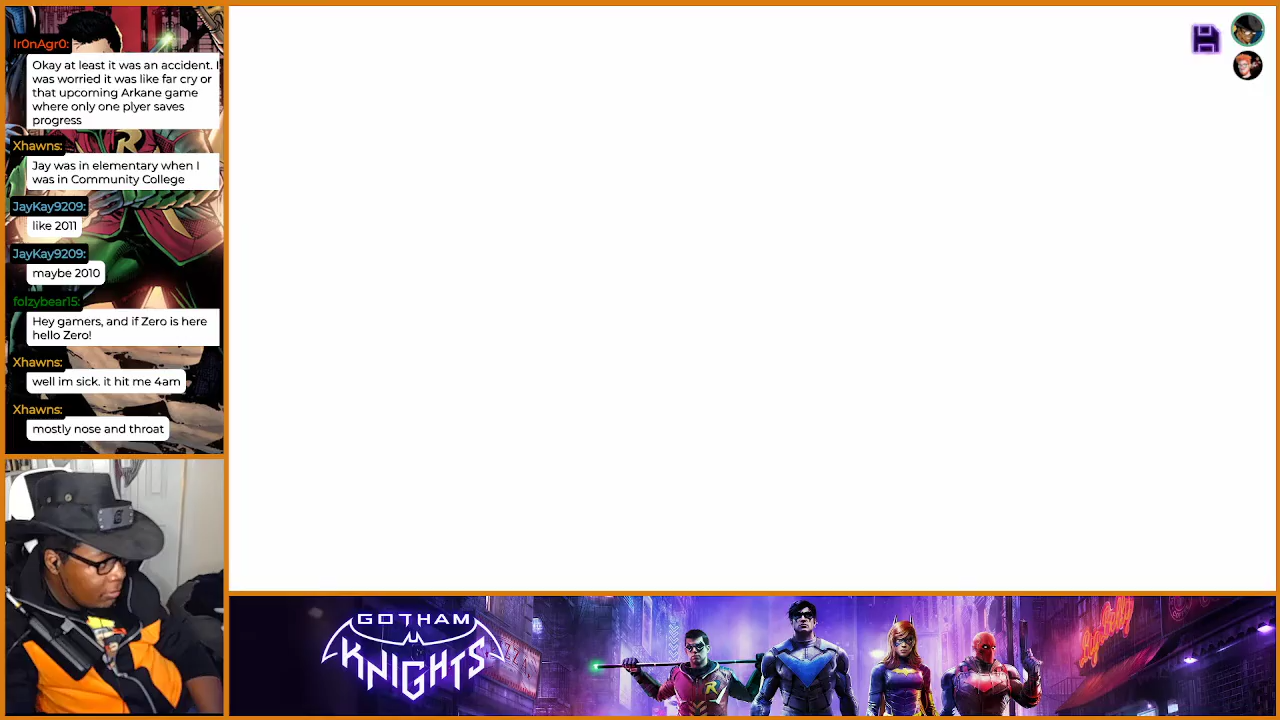 Ir0nAgr0:
Okay at least it was an accident. I
was worried it was like far cry or
that upcoming Arkane game
where only one plyer saves
progress
Xhawns:
Jay was in elementary when I
was in Community College
JayKay9209:
like 2011
JayKay9209:
maybe 2010
folzybear15:
Hey gamers, and if Zero is here
hello Zero!
Xhawns:
well im sick. it hit me 4am
Xhawns:
mostly nose and throat
GOTHAM
KNIGHTS